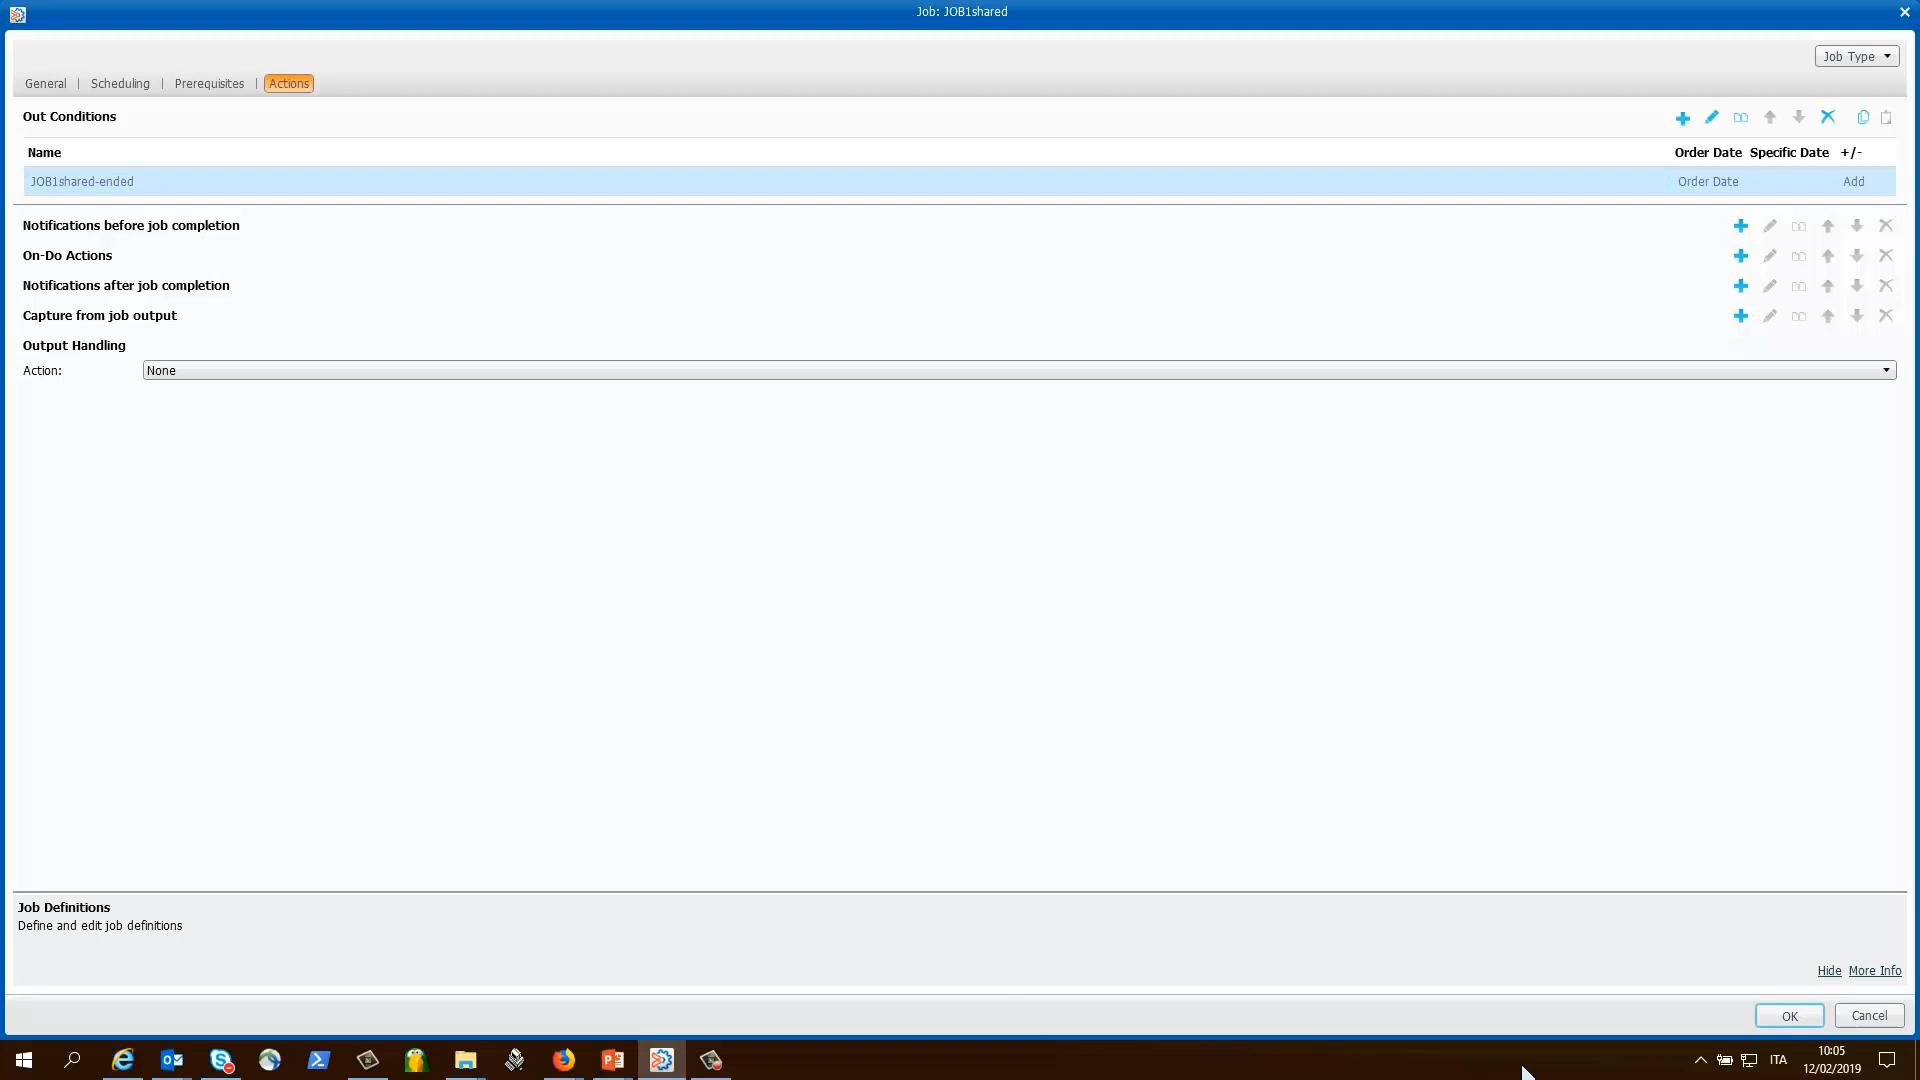 Job: JOB1shared
Job Type
General | Scheduling | Prerequisites | Actions
Out Conditions
Name Order Date Specific Date +/-
JOB1shared-ended Order Date Add
Notifications before job completion
On-Do Actions
Notifications after job completion
Capture from job output
Output Handling
Action: None
Job Definitions
Define and edit job definitions
Hide More Info
OK Cancel
ITA
10:05
12/02/2019